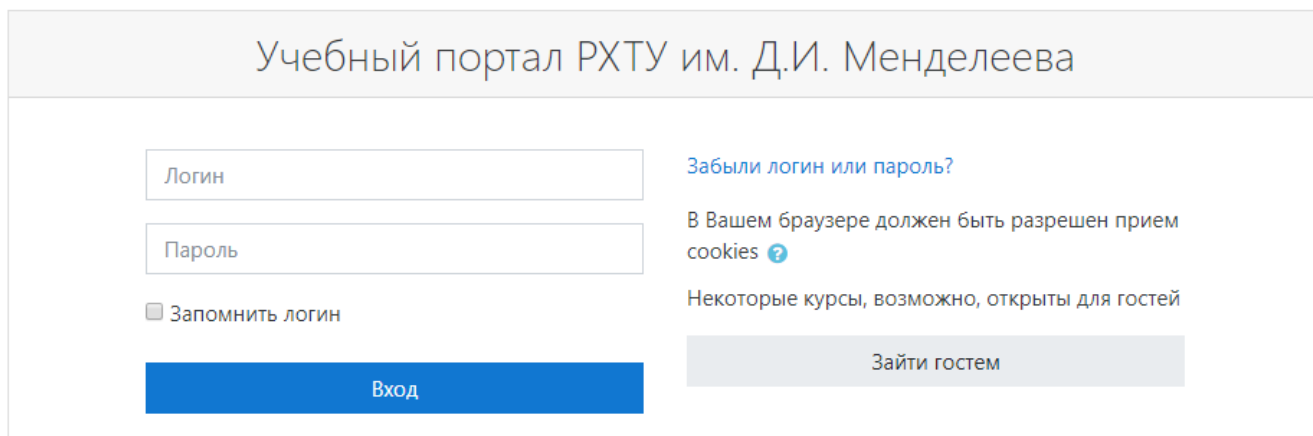 Учебный портал РХТУ им. Д.И. Менделеева
Логин
Пароль
Запомнить логин
Вход
Забыли логин или пароль?
В Вашем браузере должен быть разрешен прием
cookies ?
Некоторые курсы, возможно, открыты для гостей
Зайти гостем